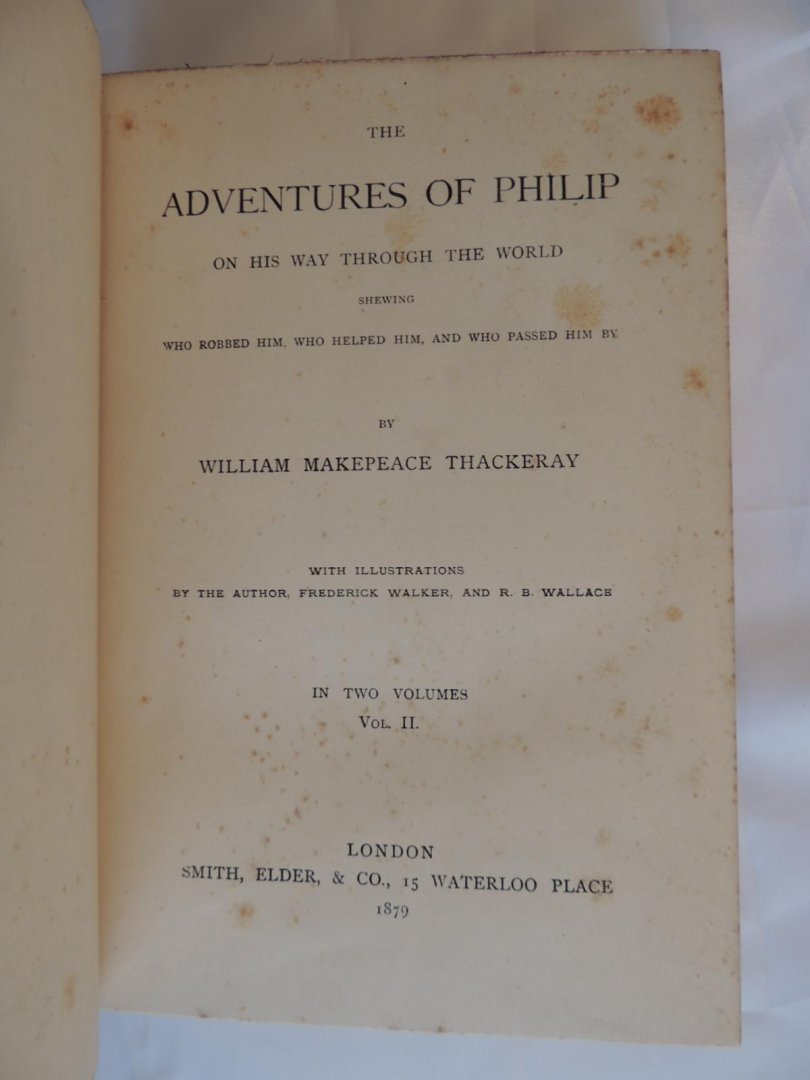 THE
ADVENTURES OF PHILIP
ON HIS WAY THROUGH THE WORLD
SHEWING
WHO ROBBED HIM, WHO HELPED HIM, AND WHO PASSED HIM BY
BY
WILLIAM MAKEPEACE THACKERAY
WITH ILLUSTRATIONS
BY THE AUTHOR, FREDERICK WALKER, AND R. B. WALLACE
IN TWO VOLUMES
VOL. II.
LONDON
SMITH, ELDER, & CO., 15 WATERLOO PLACE
1879